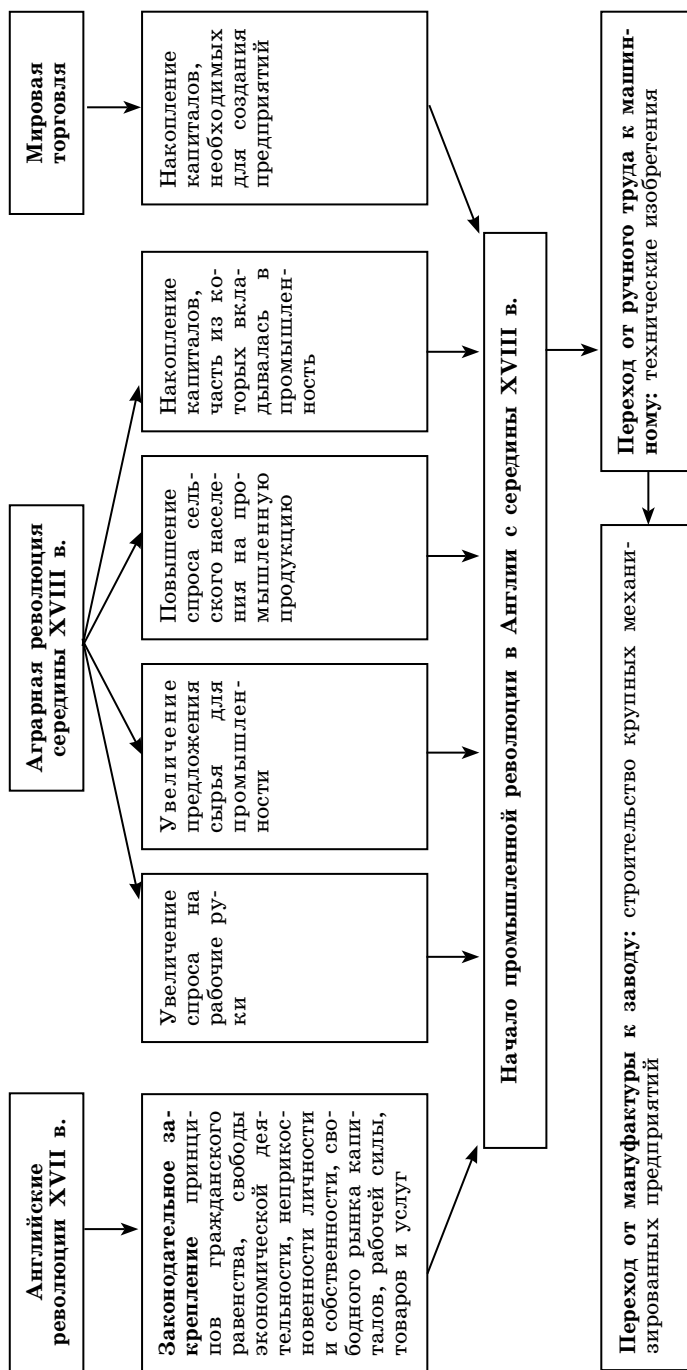 Английские
революции XVII в.
Аграрная революция
середины XVIII в.
Мировая
торговля
Законодательное за-
крепление принци-
пов гражданского
равенства, свободы
экономической дея-
тельности, неприкос-
новенности личности
и собственности, сво-
бодного рынка капи-
талов, рабочей силы,
товаров и услуг
Увеличение
спроса на
рабочие ру-
ки
Увеличение
предложения
сырья для
промышлен-
ности
Повышение
спроса сель-
ского населе-
ния на про-
мышленную
продукцию
Накопление
капиталов,
часть из ко-
торых вкла-
дывалась в
промышлен-
ность
Накопление
капиталов,
необходимых
для создания
предприятий
Начало промышленной революции в Англии с середины XVIII в.
Переход от мануфактуры к заводу: строительство крупных механи-
зированных предприятий
Переход от ручного труда к машин-
ному: технические изобретения